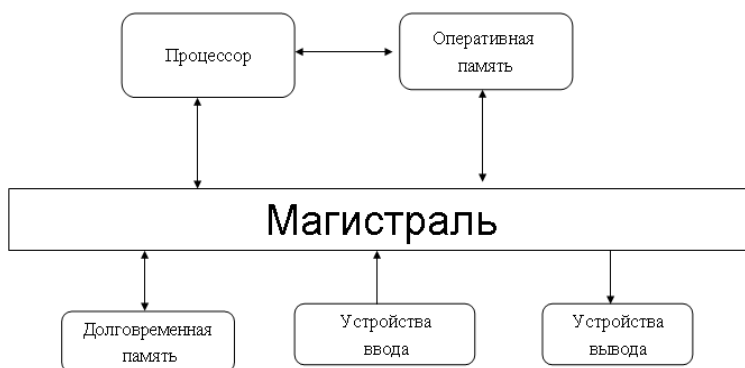 Процессор
Оперативная
память
Магистраль
Долговременная
память
Устройства
ввода
Устройства
вывода